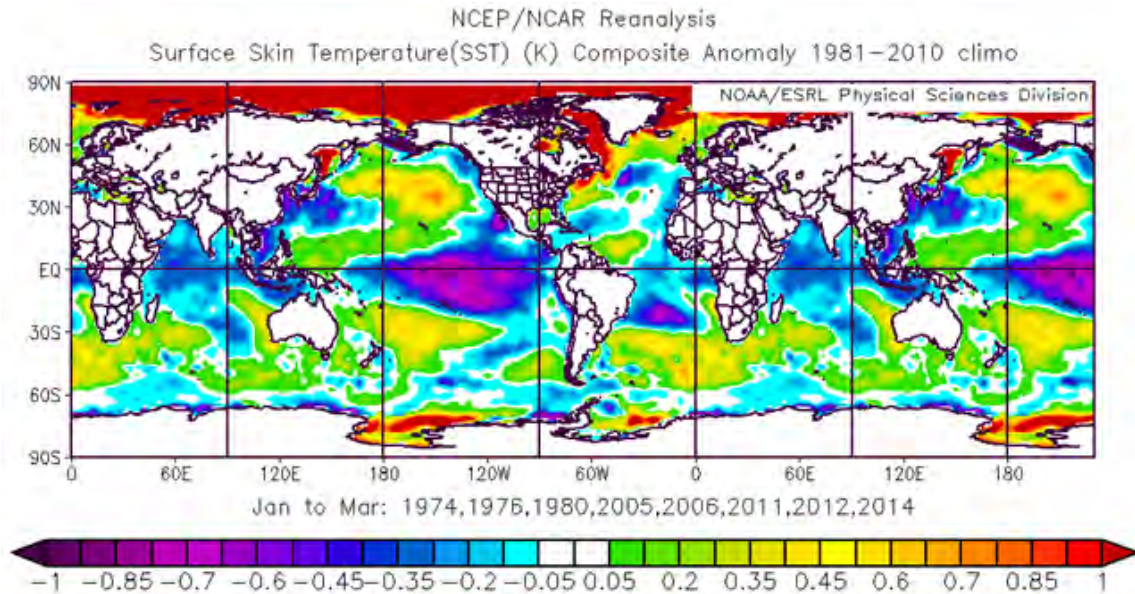 NCEP/NCAR Reanalysis
Surface Skin Temperature(SST) (K) Composite Anomaly 1981-2010 climo
90N
NOAA/ESRL Physical Sciences Division
60N
30N
EQ
30S
60S
90S
0 60E 120E 180 120W 60W 0 60E 120E 180
Jan to Mar: 1974,1976,1980,2005,2006,2011,2012,2014
-1 -0.85 -0.7 -0.6 -0.45 -0.35 -0.2 -0.05 0.05 0.2 0.35 0.45 0.6 0.7 0.85 1